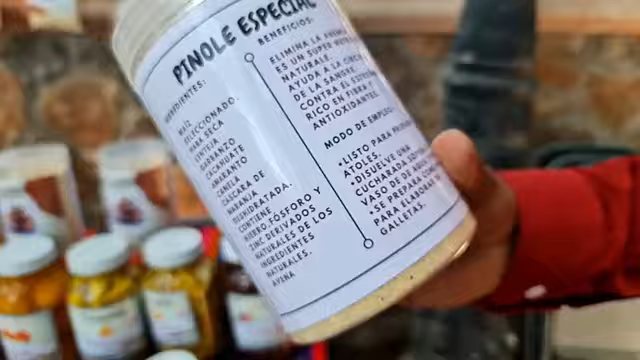 PINOLE ESPECIAL
INGREDIENTES:
MAÍZ
SELECCIONADO,
HABA SECA
LENTEJA
GARBANZO
CACAHUATE
AMARANTO
CANELA
CÁSCARA DE
NARANJA
DESHIDRATADA.
CONTIENE
HIERRO, FÓSFORO Y
ZINC DERIVADOS
NATURALES DE LOS
INGREDIENTES
NATURALES.
AVENA
BENEFICIOS:
ELIMINA LA
ES UN SUPER
NATURAL.
AYUDA A LA
DE LA SANGRE.
CONTRA EL
RICO EN FIBRA Y
ANTIOXIDANTES.
MODO DE EMPLEO:
•LISTO PARA
ATOLES.
•DISUELVE UNA
CUCHARADA
VASO DE DE
•SE PREPARA
PARA ELABORAR
GALLETAS.